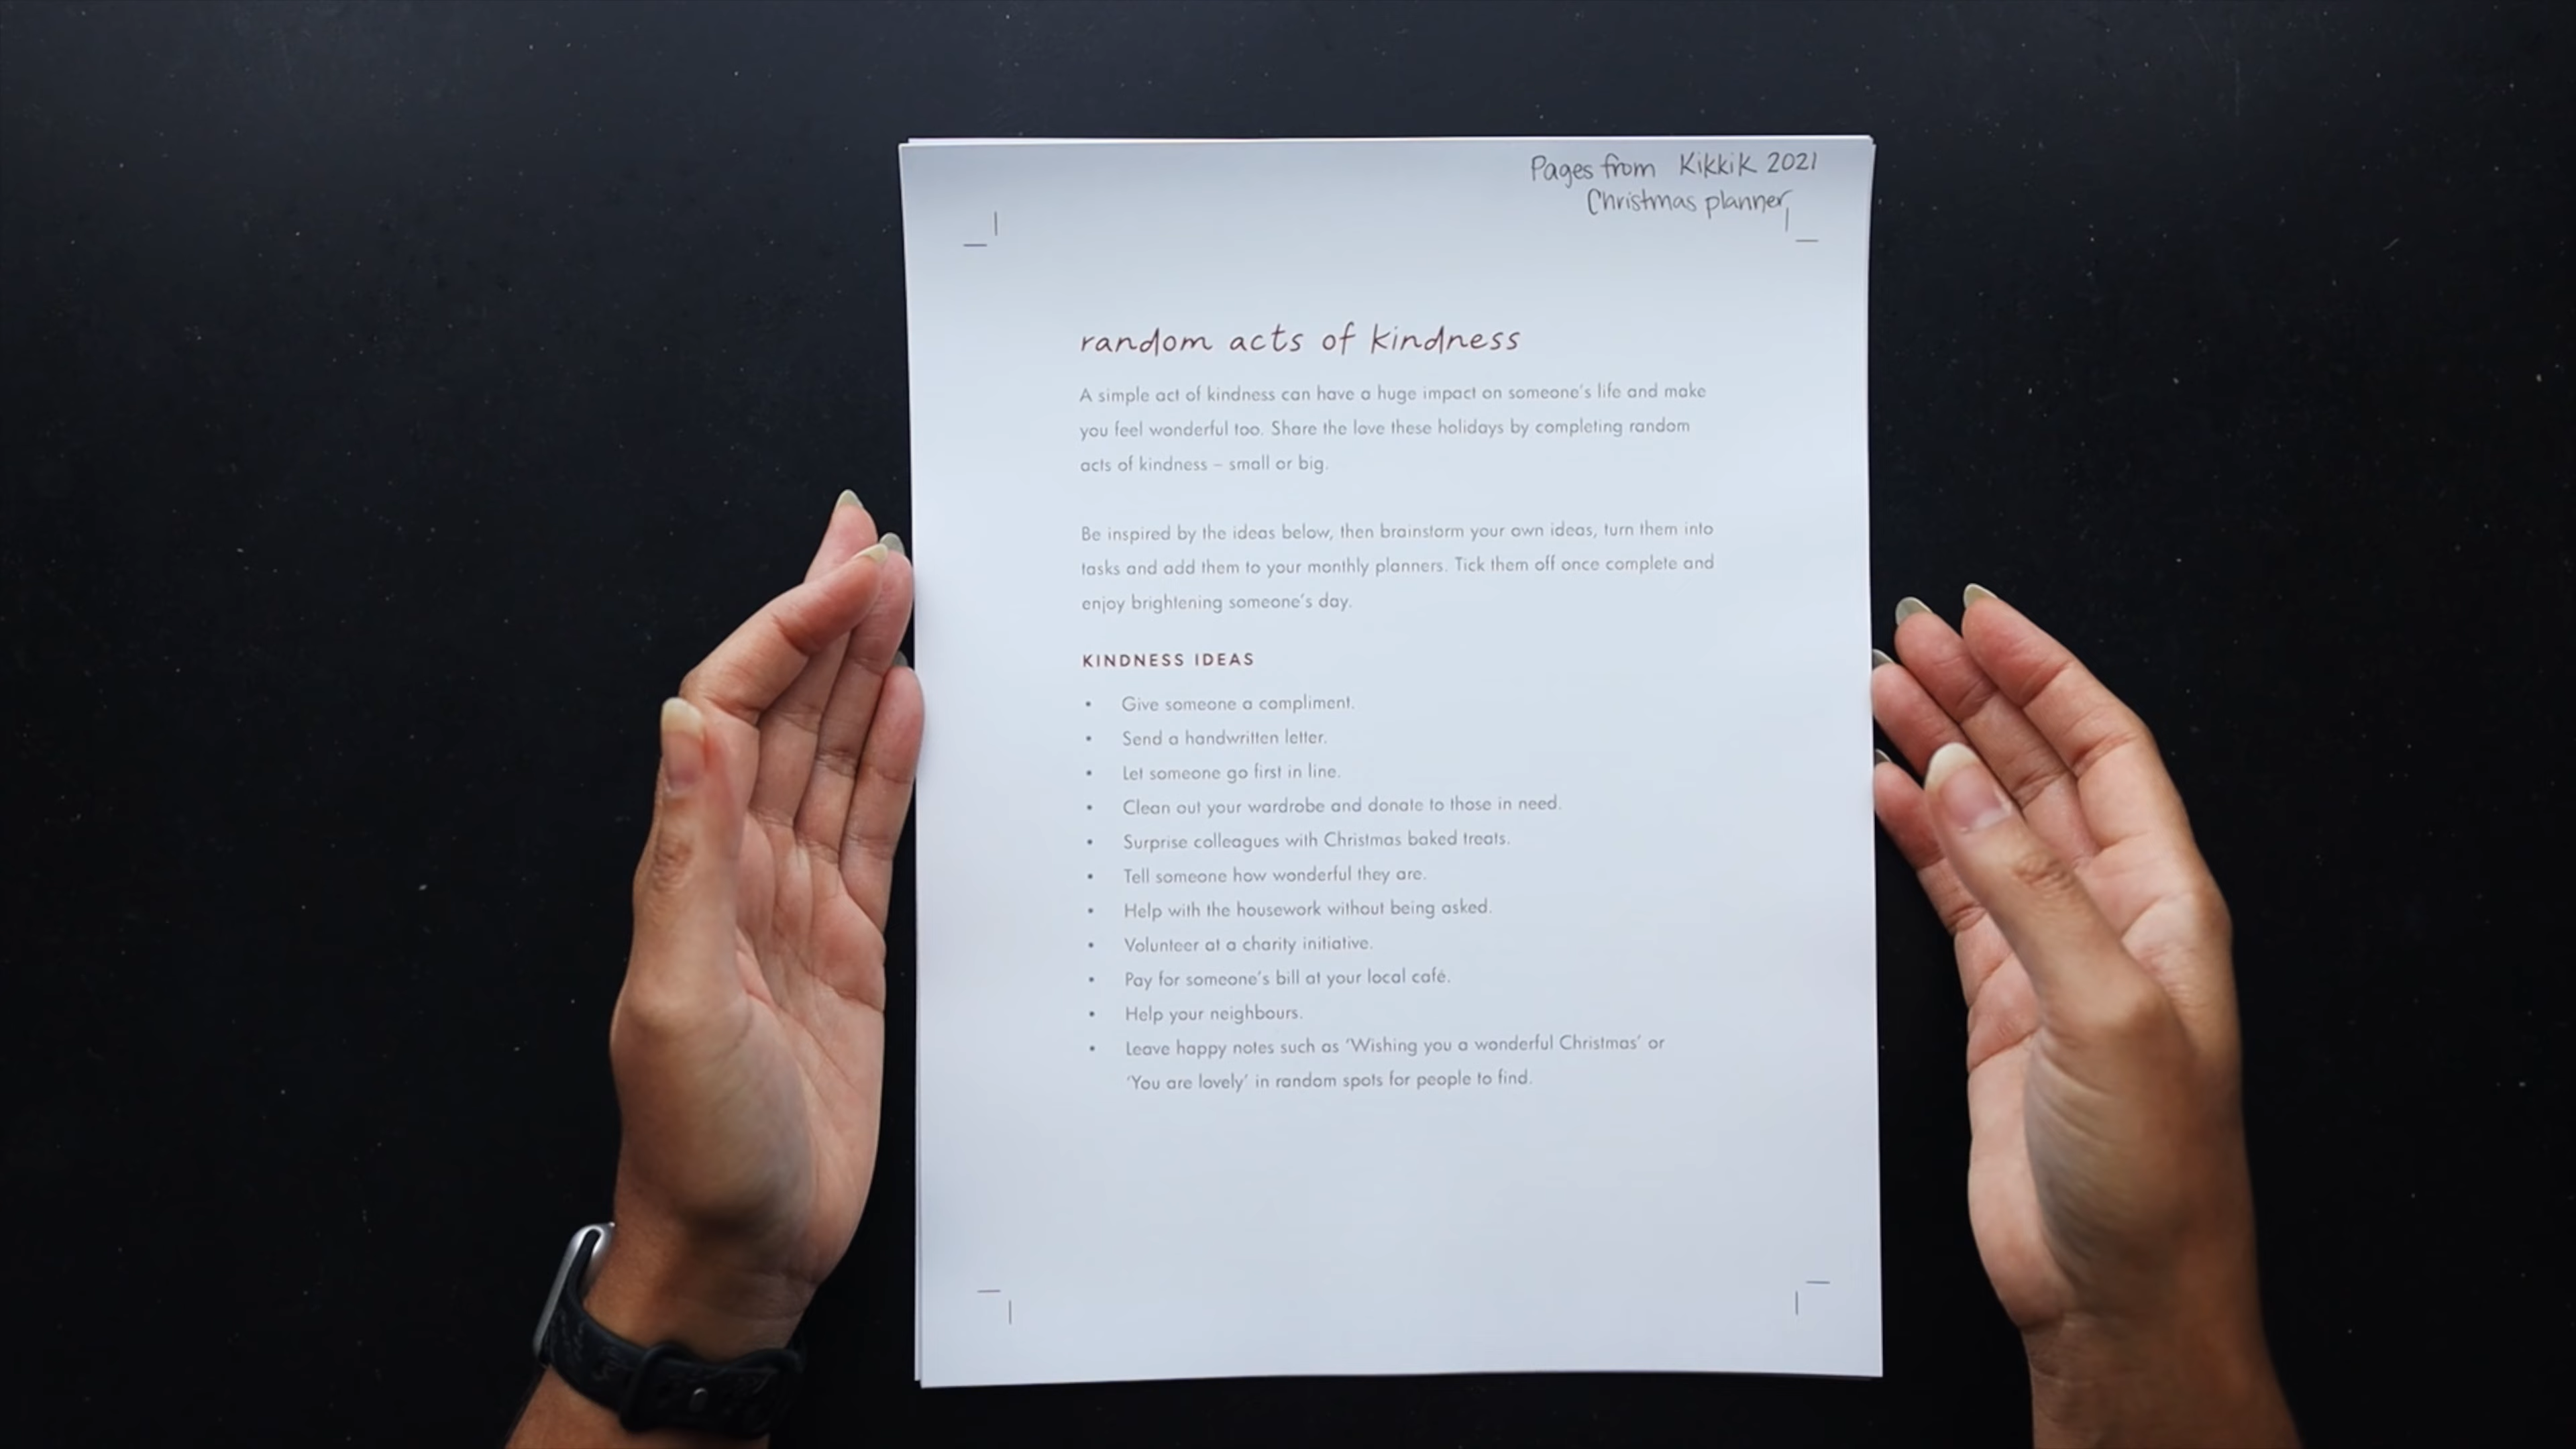 Pages from KikkiK 2021
Christmas planner
random acts of kindness
A simple act of kindness can have a huge impact on someone's life and make
you feel wonderful too. Share the love these holidays by completing random
acts of kindness – small or big.
Be inspired by the ideas below, then brainstorm your own ideas, turn them into
tasks and add them to your monthly planners. Tick them off once complete and
enjoy brightening someone's day.
KINDNESS IDEAS
• Give someone a compliment.
• Send a handwritten letter.
• Let someone go first in line.
• Clean out your wardrobe and donate to those in need.
• Surprise colleagues with Christmas baked treats.
• Tell someone how wonderful they are.
• Help with the housework without being asked.
• Volunteer at a charity initiative.
• Pay for someone's bill at your local café.
• Help your neighbours.
• Leave happy notes such as 'Wishing you a wonderful Christmas' or
'You are lovely' in random spots for people to find.